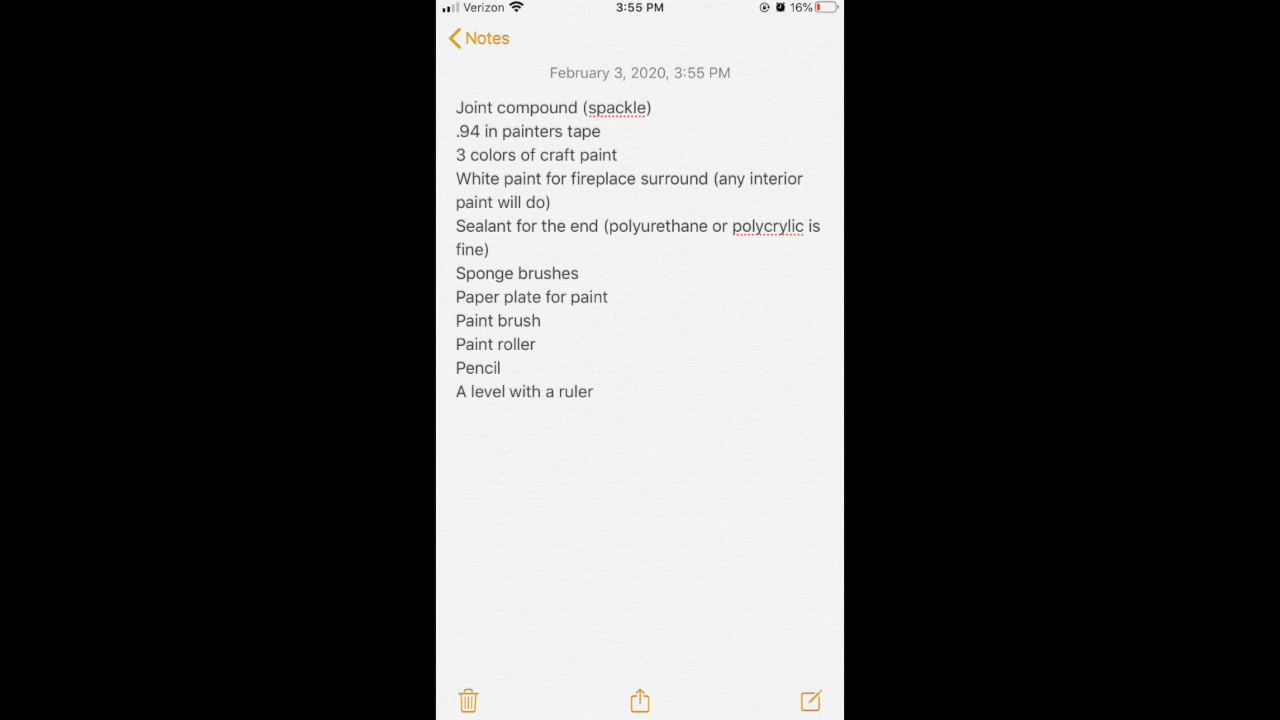 Verizon 3:55 PM 16%
Notes
February 3, 2020, 3:55 PM
Joint compound (spackle)
.94 in painters tape
3 colors of craft paint
White paint for fireplace surround (any interior
paint will do)
Sealant for the end (polyurethane or polycrylic is
fine)
Sponge brushes
Paper plate for paint
Paint brush
Paint roller
Pencil
A level with a ruler